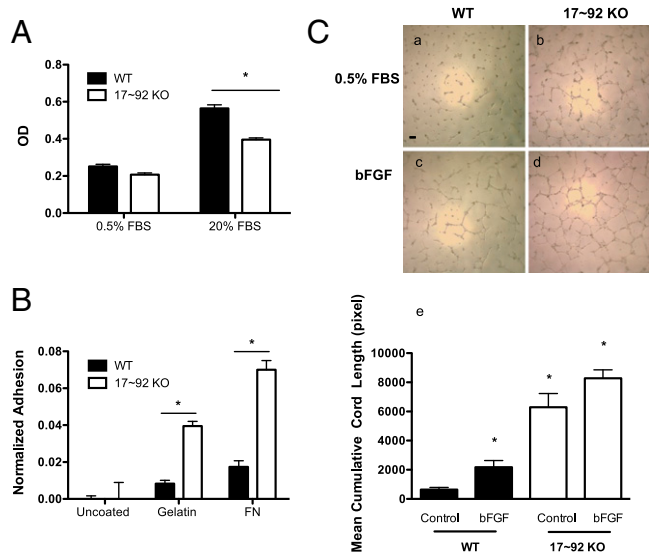 A
WT
17~92 KO
*
OD
0.8
0.6
0.4
0.2
0.0
0.5% FBS
20% FBS
B
WT
17~92 KO
*
*
Normalized Adhesion
0.08
0.06
0.04
0.02
0.00
Uncoated
Gelatin
FN
C
WT
17~92 KO
0.5% FBS
bFGF
a
b
c
d
e
Mean Cumulative Cord Length (pixel)
10000
8000
6000
4000
2000
0
*
*
*
Control
bFGF
Control
bFGF
WT
17~92 KO